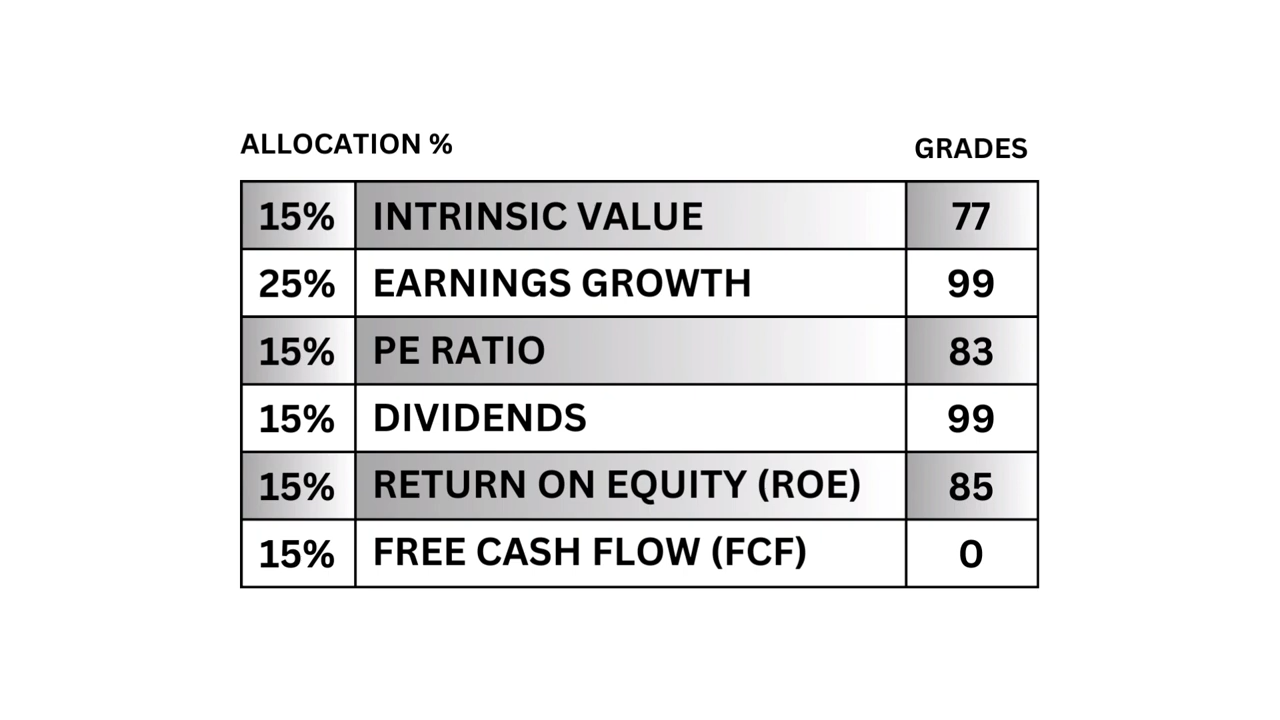 ALLOCATION % GRADES
15% INTRINSIC VALUE 77
25% EARNINGS GROWTH 99
15% PE RATIO 83
15% DIVIDENDS 99
15% RETURN ON EQUITY (ROE) 85
15% FREE CASH FLOW (FCF) 0